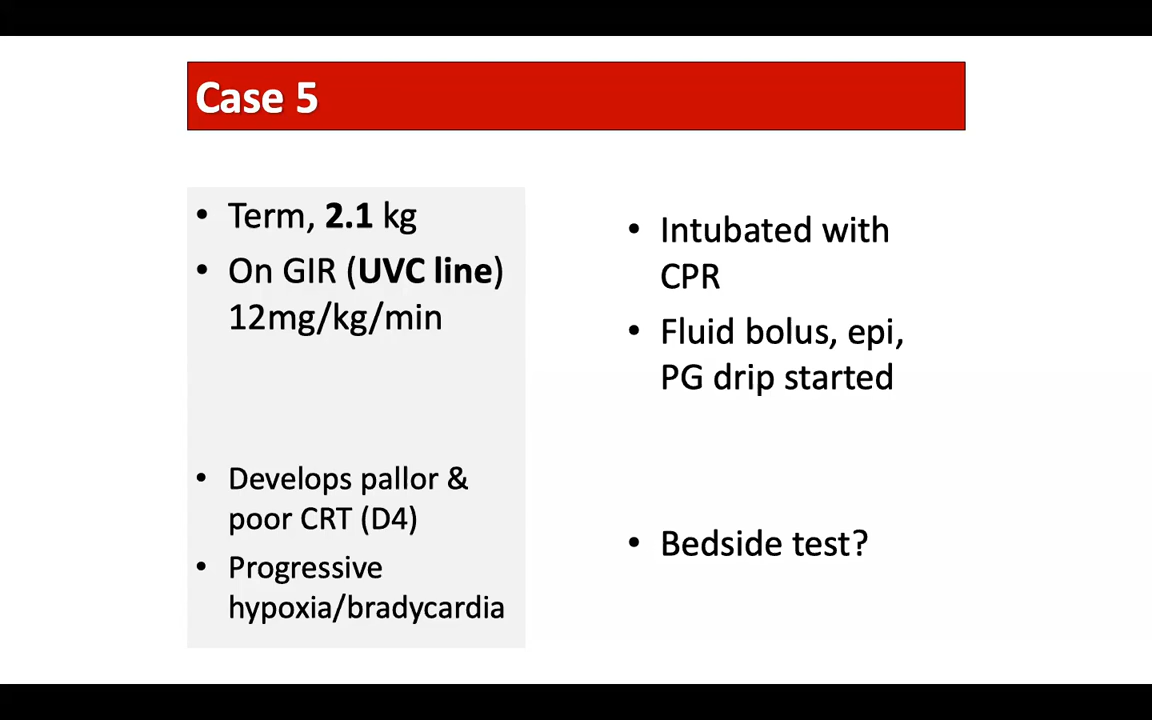 Case 5
• Term, 2.1 kg
• On GIR (UVC line)
12mg/kg/min
• Develops pallor &
poor CRT (D4)
• Progressive
hypoxia/bradycardia
• Intubated with
CPR
• Fluid bolus, epi,
PG drip started
• Bedside test?